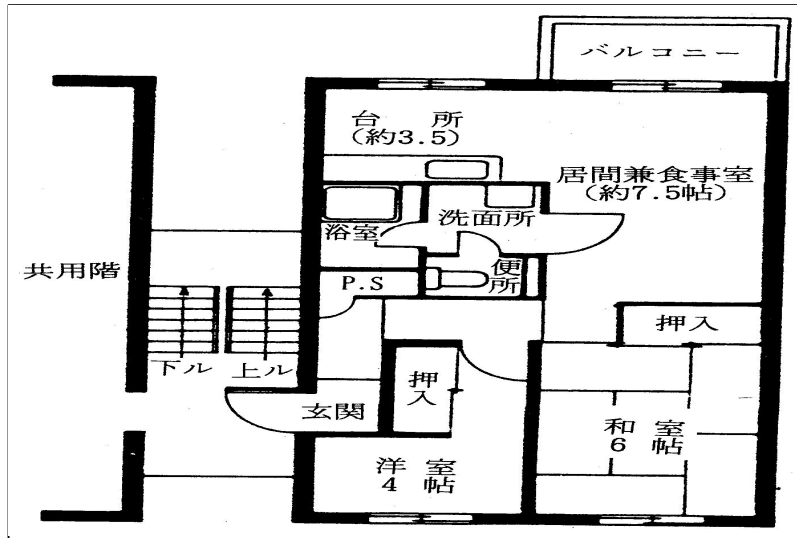 バルコニー
台 所
(約3.5)
居間兼食事室
(約7.5帖)
洗面所
浴室
便所
P.S
共用階
押入
下ル
上ル
押入
玄関
和 室
6 帖
洋 室
4 帖